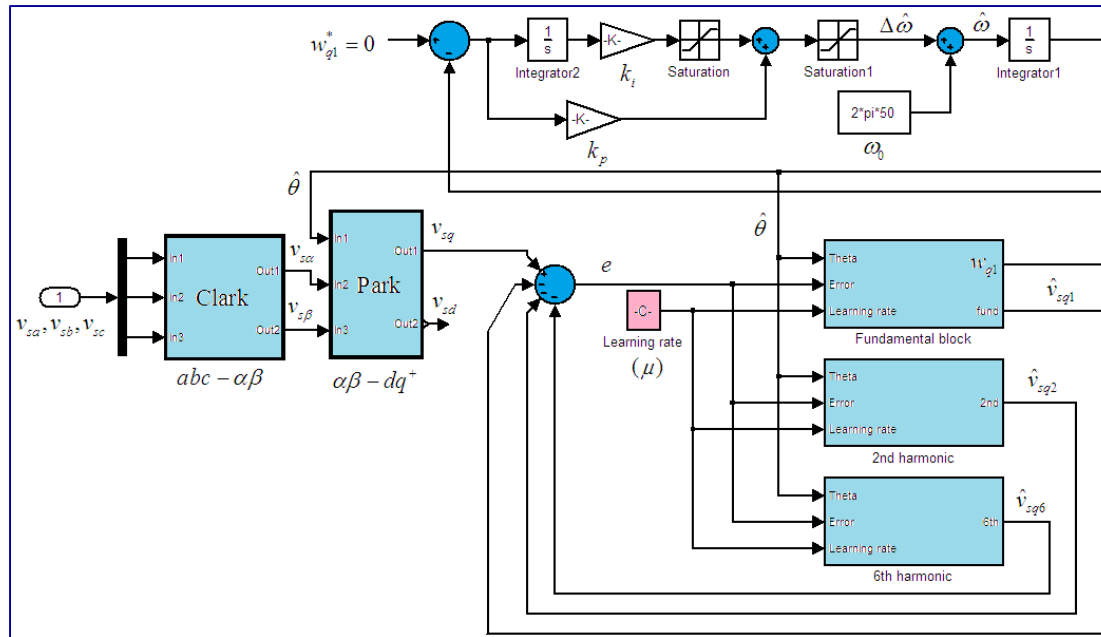 w*q1 = 0
1
s
Integrator2
-K-
ki
Saturation
Saturation1
Δω̂
ω̂
1
s
Integrator1
-K-
kp
2*pi*50
ω0
θ̂
vsa, vsb, vsc
1
In1
In2
In3
Clark
Out1
Out2
abc − αβ
vsα
vsβ
In1
In2
In3
Park
Out1
Out2
αβ − dq+
vsq
vsd
e
-C-
Learning rate
(μ)
θ̂
Theta
Error
Learning rate
wq1
fund
Fundamental block
v̂sq1
Theta
Error
Learning rate
2nd
2nd harmonic
v̂sq2
Theta
Error
Learning rate
6th
6th harmonic
v̂sq6